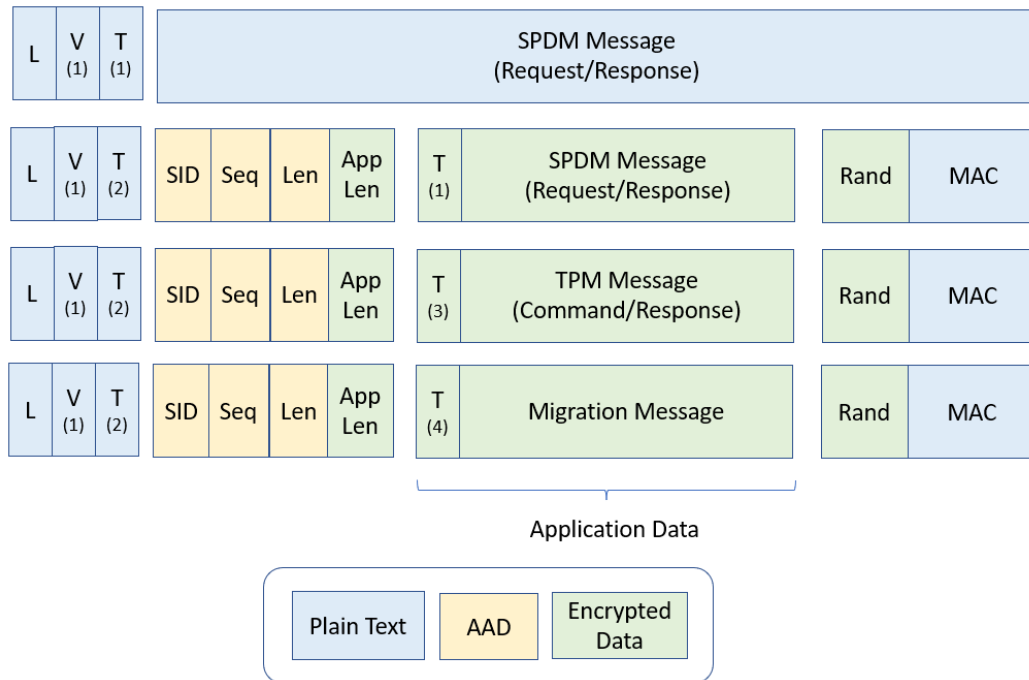 L V (1) T (1) SPDM Message
(Request/Response)
L V (1) T (2) SID Seq Len App Len T (1) SPDM Message
(Request/Response) Rand MAC
L V (1) T (2) SID Seq Len App Len T (3) TPM Message
(Command/Response) Rand MAC
L V (1) T (2) SID Seq Len App Len T (4) Migration Message Rand MAC
Application Data
Plain Text AAD Encrypted Data